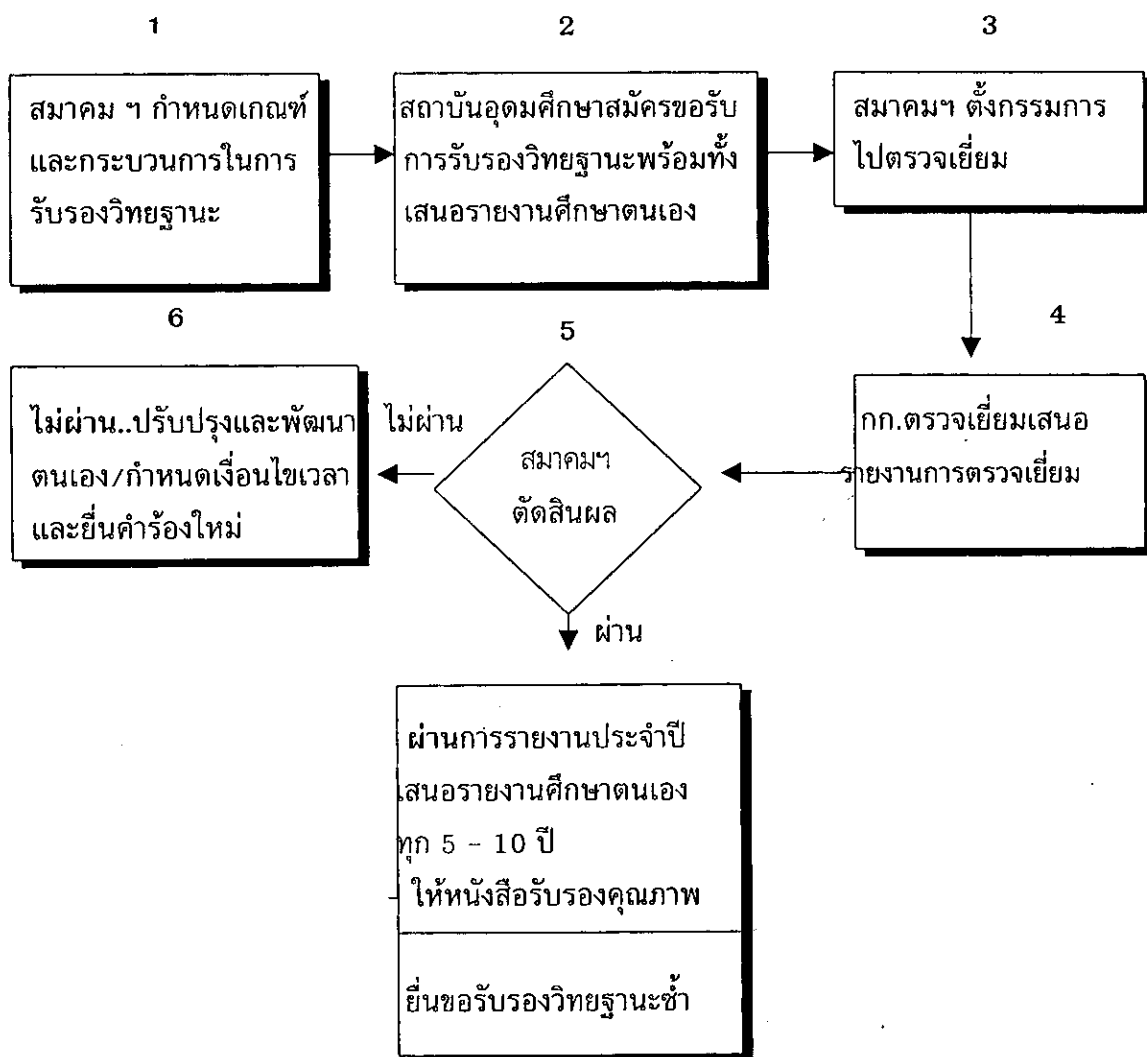 1
สมาคม ฯ กำหนดเกณฑ์
และกระบวนการในการ
รับรองวิทยฐานะ
2
สถาบันอุดมศึกษาสมัครขอรับ
การรับรองวิทยฐานะพร้อมทั้ง
เสนอรายงานศึกษาตนเอง
3
สมาคมฯ ตั้งกรรมการ
ไปตรวจเยี่ยม
4
กก.ตรวจเยี่ยมเสนอ
รายงานการตรวจเยี่ยม
5
สมาคมฯ
ตัดสินผล
ไม่ผ่าน
6
ไม่ผ่าน..ปรับปรุงและพัฒนา
ตนเอง/กำหนดเงื่อนไขเวลา
และยื่นคำร้องใหม่
ผ่าน
ผ่านการรายงานประจำปี
เสนอรายงานศึกษาตนเอง
ทุก 5 - 10 ปี
ให้หนังสือรับรองคุณภาพ
ยื่นขอรับรองวิทยฐานะซ้ำ